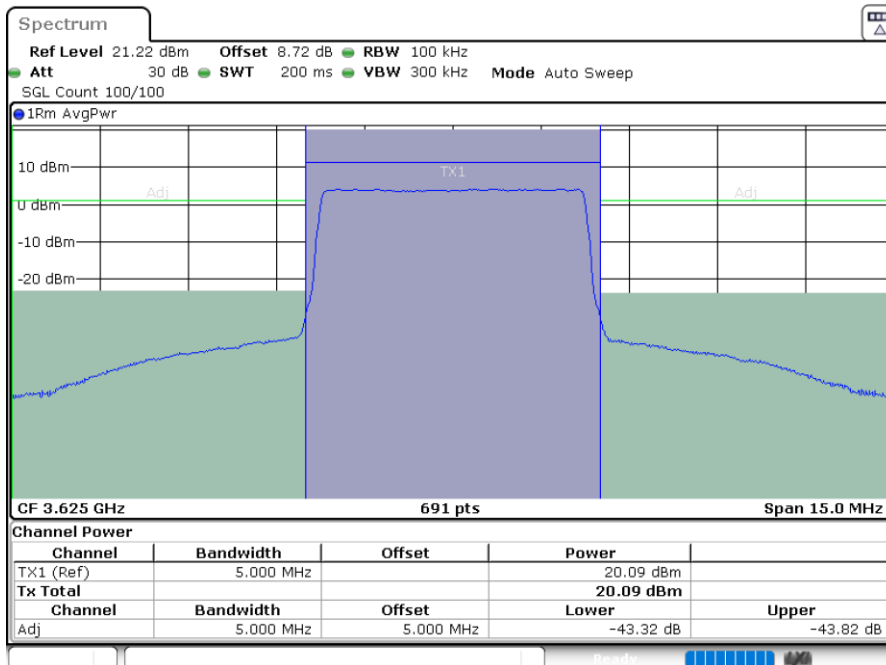 Spectrum
Ref Level 21.22 dBm Offset 8.72 dB RBW 100 kHz
Att 30 dB SWT 200 ms VBW 300 kHz Mode Auto Sweep
SGL Count 100/100
1Rm AvgPwr
10 dBm
TX1
Adj Adj
0 dBm
-10 dBm
-20 dBm
CF 3.625 GHz 691 pts Span 15.0 MHz
Channel Power
Channel Bandwidth Offset Power
TX1 (Ref) 5.000 MHz 20.09 dBm
Tx Total 20.09 dBm
Channel Bandwidth Offset Lower Upper
Adj 5.000 MHz 5.000 MHz -43.32 dB -43.82 dB
Ready